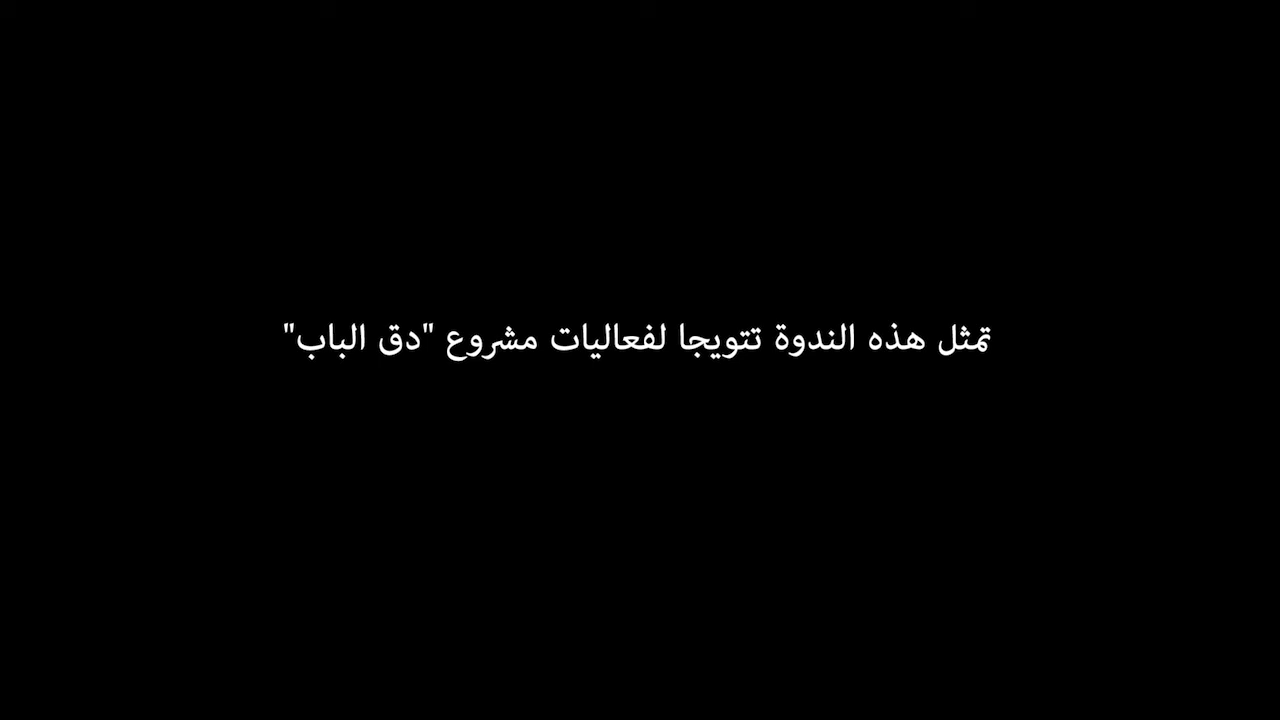 تمثل هذه الندوة تتويجا لفعاليات مشروع "دق الباب"